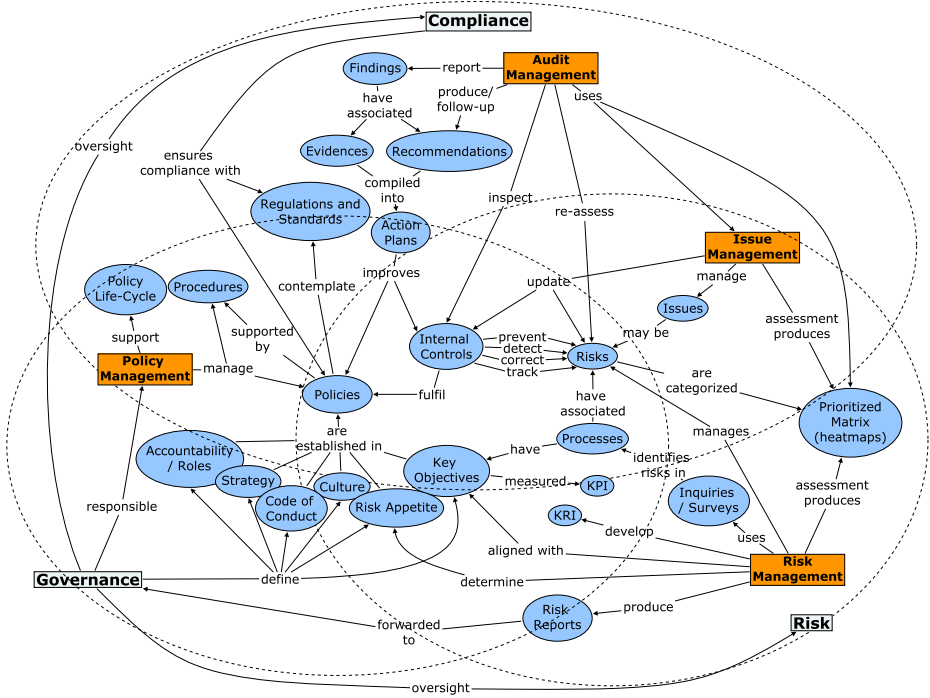 Compliance
Audit
Management
Findings
report
produce/
follow-up
uses
have
associated
oversight
Evidences
Recommendations
ensures
compliance with
compiled
into
Regulations and
Standards
inspect
re-assess
Action
Plans
Issue
Management
improves
Policy
Life-Cycle
Procedures
contemplate
update
manage
Issues
support
supported
by
Internal
Controls
prevent
detect
correct
track
may be
Risks
assessment
produces
Policy
Management
manage
Policies
fulfil
are
categorized
have
associated
Prioritized
Matrix
(heatmaps)
are
established in
manages
Accountability
/ Roles
Processes
have
identifies
risks in
Strategy
Culture
Key
Objectives
measured
KPI
Code of
Conduct
Risk Appetite
Inquiries
/ Surveys
assessment
produces
responsible
KRI
develop
uses
aligned with
Governance
define
determine
Risk
Management
Risk
Reports
produce
forwarded
to
Risk
oversight